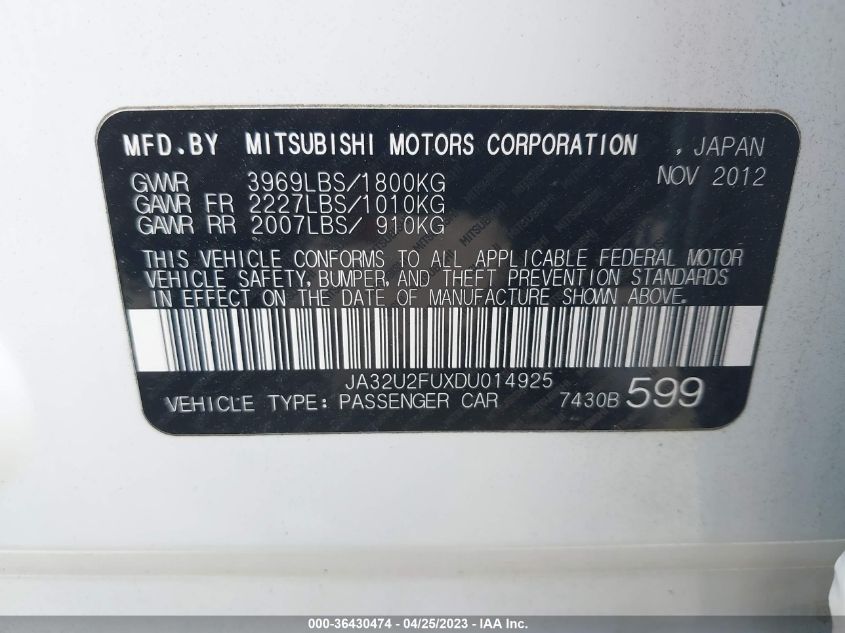 MFD.BY MITSUBISHI MOTORS CORPORATION , JAPAN
GVWR 3969LBS/1800KG NOV 2012
GAWR FR 2227LBS/1010KG
GAWR RR 2007LBS/ 910KG
THIS VEHICLE CONFORMS TO ALL APPLICABLE FEDERAL MOTOR
VEHICLE SAFETY, BUMPER, AND THEFT PREVENTION STANDARDS
IN EFFECT ON THE DATE OF MANUFACTURE SHOWN ABOVE.
JA32U2FUXDU014925
VEHICLE TYPE: PASSENGER CAR 7430B 599
000-36430474 - 04/25/2023 - IAA Inc.